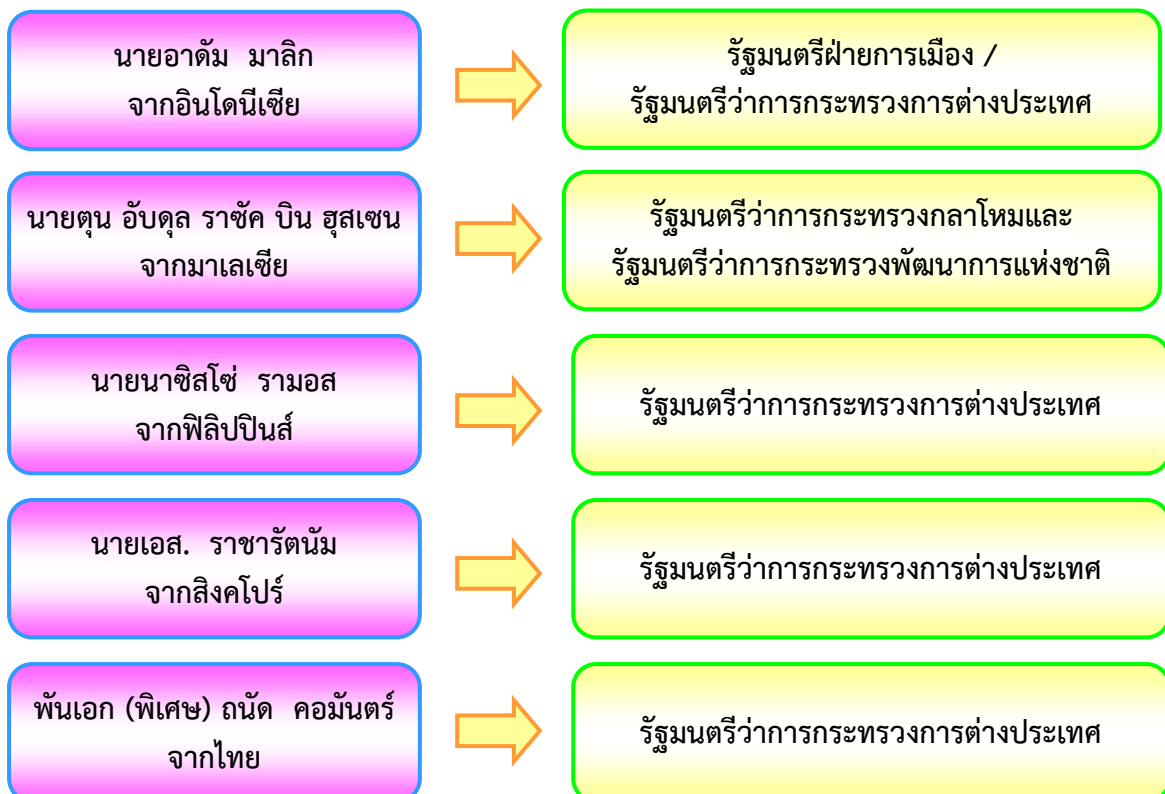 นายอาดัม มาลิก
จากอินโดนีเซีย
รัฐมนตรีฝ่ายการเมือง /
รัฐมนตรีว่าการกระทรวงการต่างประเทศ
นายตุน อับดุล ราซัค บิน ฮุสเซน
จากมาเลเซีย
รัฐมนตรีว่าการกระทรวงกลาโหมและ
รัฐมนตรีว่าการกระทรวงพัฒนาการแห่งชาติ
นายนาซิสโซ่ รามอส
จากฟิลิปปินส์
รัฐมนตรีว่าการกระทรวงการต่างประเทศ
นายเอส. ราชารัตนัม
จากสิงคโปร์
รัฐมนตรีว่าการกระทรวงการต่างประเทศ
พันเอก (พิเศษ) ถนัด คอมันตร์
จากไทย
รัฐมนตรีว่าการกระทรวงการต่างประเทศ